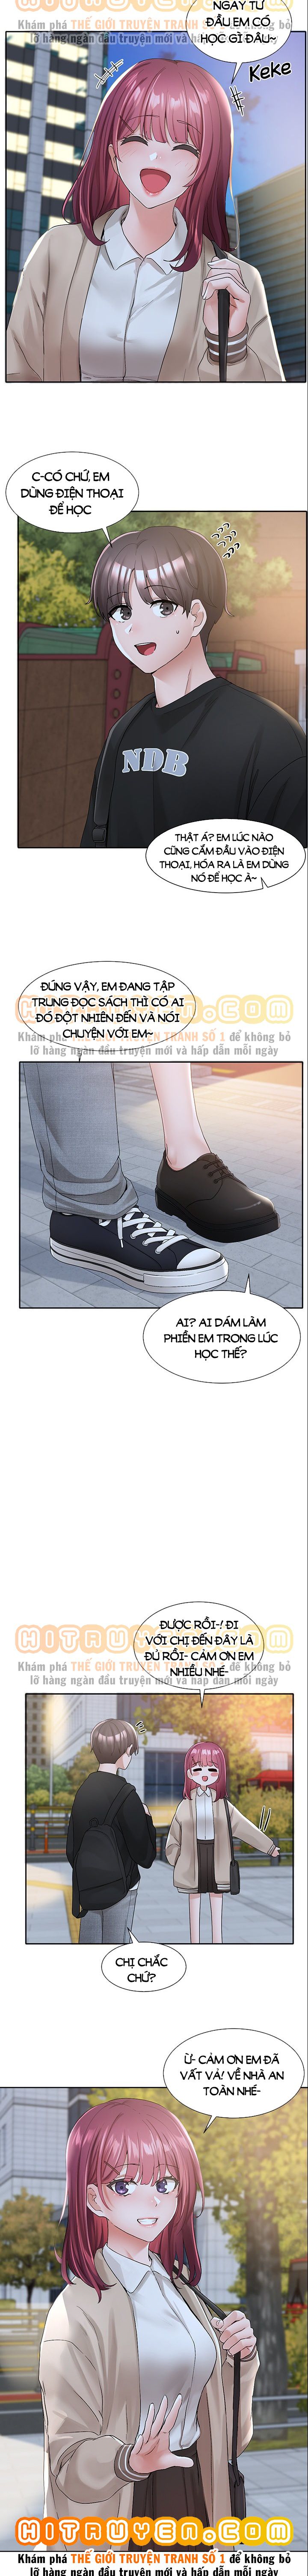 Khám phá THẾ GIỚI TRUYỆN TRANH SỐ 1 để không bỏ
NGAY TỪ
ĐẦU EM CÓ
HỌC GÌ ĐÂU~
lỡ hàng ngàn đầu truyện mới và hấp dẫn mỗi ngày
KeKe
C-CÓ CHỨ, EM
DÙNG ĐIỆN THOẠI
ĐỂ HỌC
NDB
THẬT Á? EM LÚC NÀO
CŨNG CẮM ĐẦU VÀO ĐIỆN
THOẠI, HÓA RA LÀ EM DÙNG
NÓ ĐỂ HỌC À~
HITRUYEN.COM
ĐÚNG VẬY, EM ĐANG TẬP
TRUNG ĐỌC SÁCH THÌ CÓ AI
ĐÓ ĐỘT NHIÊN ĐẾN VÀ NÓI
CHUYỆN VỚI EM~
Khám phá THẾ GIỚI TRUYỆN TRANH SỐ 1 để không bỏ
lỡ hàng ngàn đầu truyện mới và hấp dẫn mỗi ngày
AI? AI DÁM LÀM
PHIỀN EM TRONG LÚC
HỌC THẾ?
HITRUYEN.COM
ĐƯỢC RỒI~! ĐI
VỚI CHỊ ĐẾN ĐÂY LÀ
ĐỦ RỒI~ CẢM ƠN EM
NHIỀU NHÉ~
Khám phá THẾ GIỚI TRUYỆN TRANH SỐ 1 để không bỏ
lỡ hàng ngàn đầu truyện mới và hấp dẫn mỗi ngày
CHỊ CHẮC
CHỨ?
Ừ~ CẢM ƠN EM ĐÃ
VẤT VẢ! VỀ NHÀ AN
TOÀN NHÉ~
HITRUYEN.COM
Khám phá THẾ GIỚI TRUYỆN TRANH SỐ 1 để không bỏ
lỡ hàng ngàn đầu truyện mới và hấp dẫn mỗi ngày